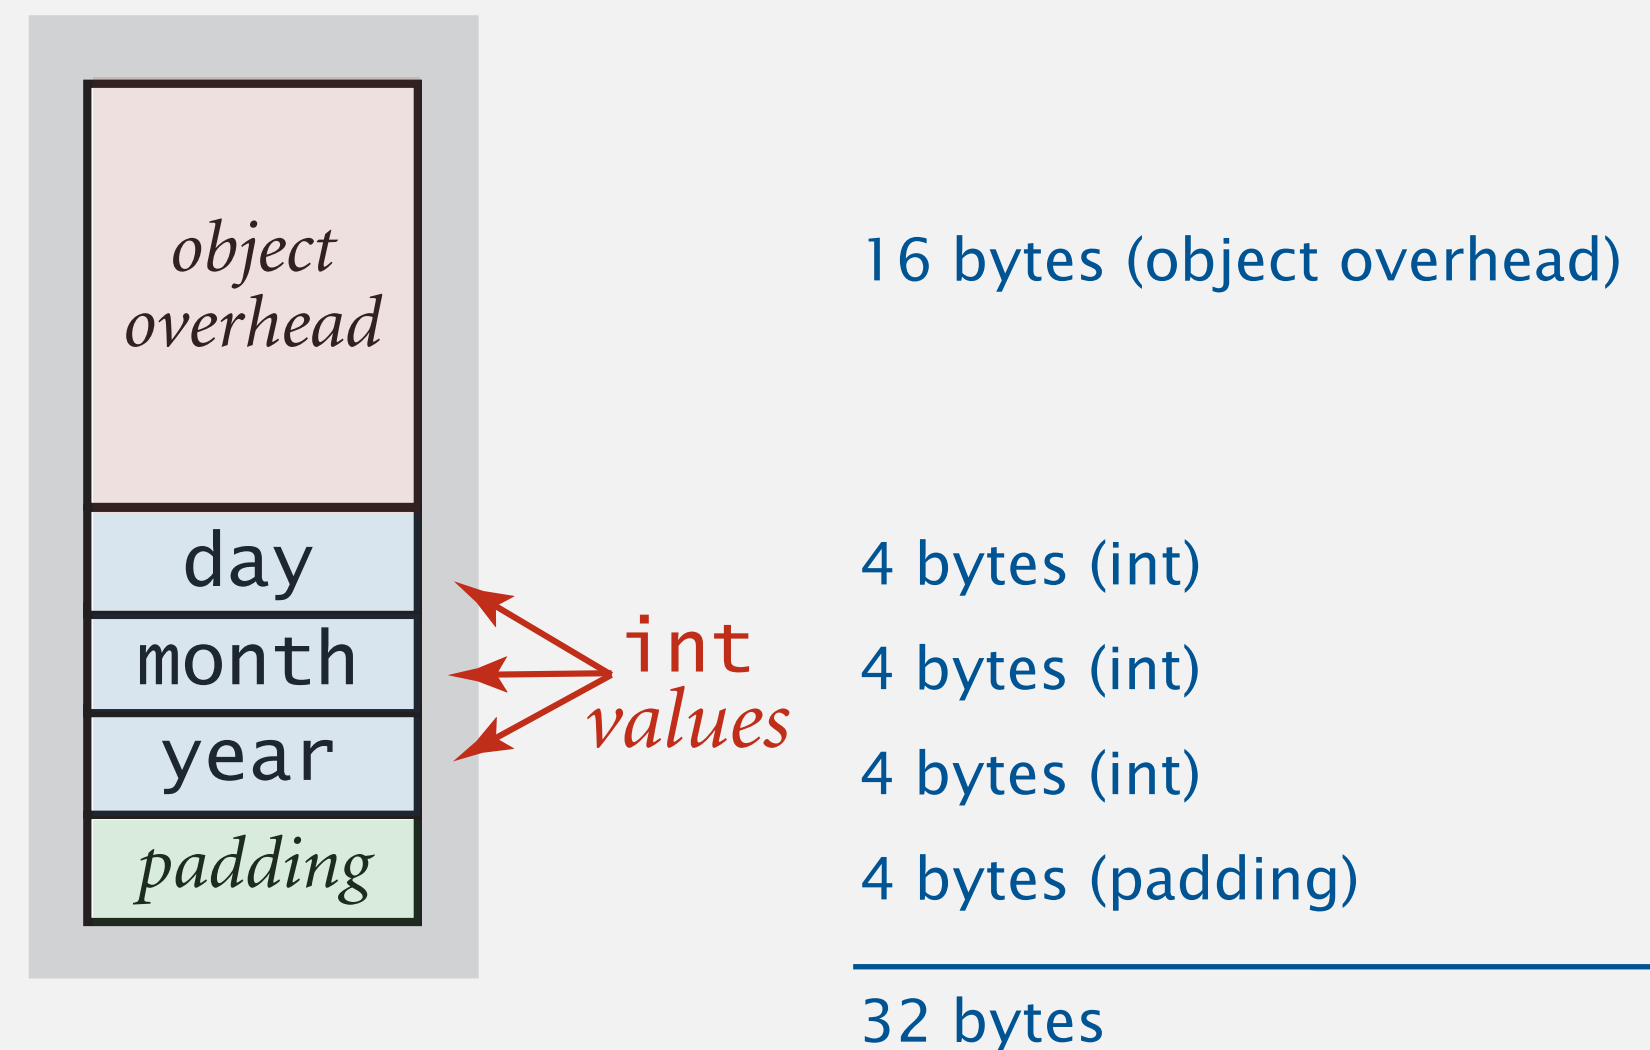 object
overhead
16 bytes (object overhead)
day
4 bytes (int)
month
int
values
4 bytes (int)
year
4 bytes (int)
padding
4 bytes (padding)
32 bytes